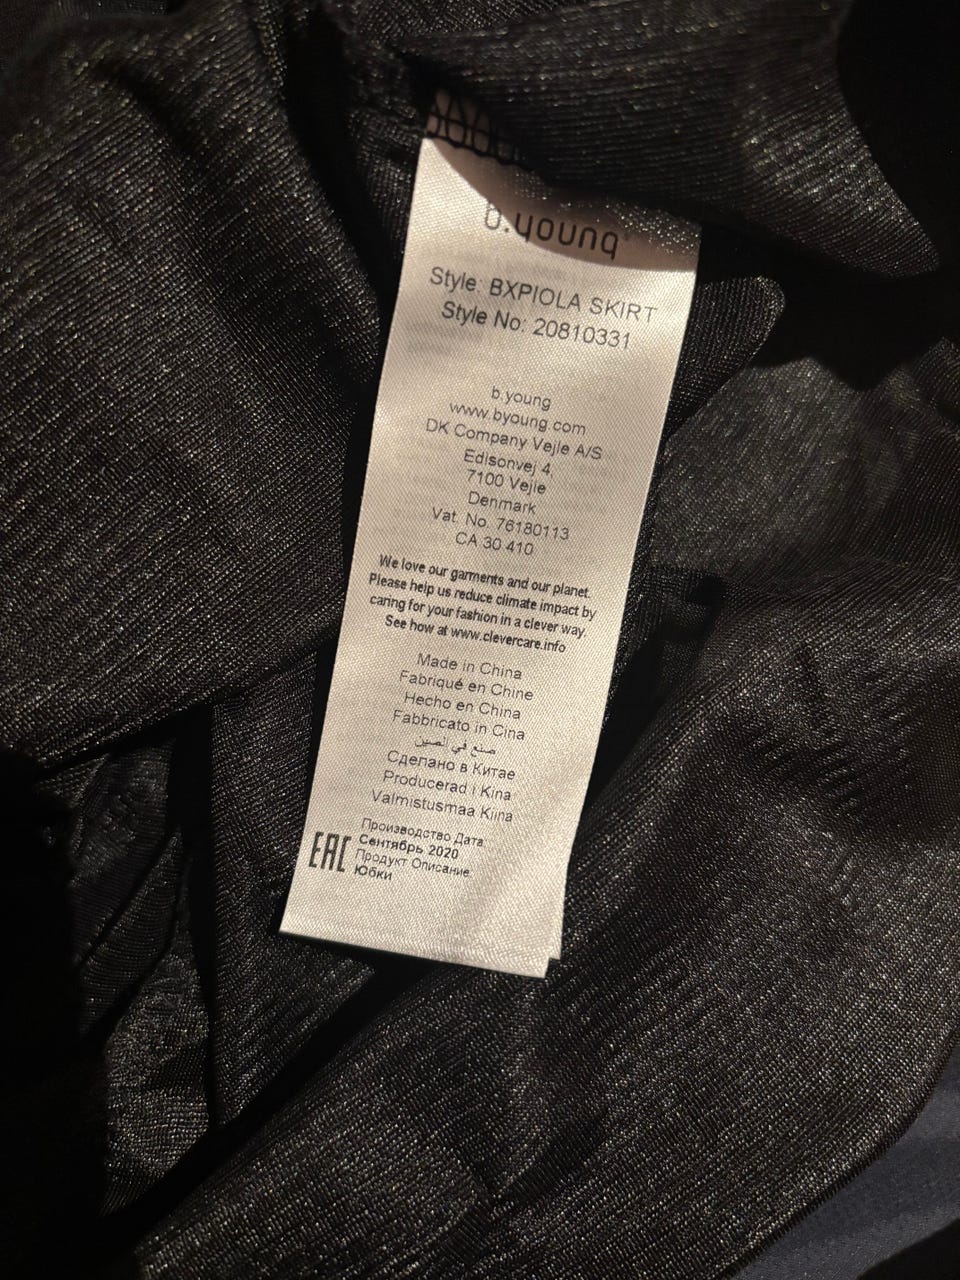 b.young
Style: BXPIOLA SKIRT
Style No: 20810331
b.young
www.byoung.com
DK Company Vejle A/S
Edisonvej 4,
7100 Vejle
Denmark
Vat. No. 76180113
CA 30 410
We love our garments and our planet.
Please help us reduce climate impact by
caring for your fashion in a clever way.
See how at www.clevercare.info
Made in China
Fabriqué en Chine
Hecho en China
Fabbricato in Cina
صنع في الصين
Сделано в Китае
Producerad i Kina
Valmistusmaa Kiina
EAC
Производство Дата:
Сентябрь 2020
Продукт Описание:
Юбки